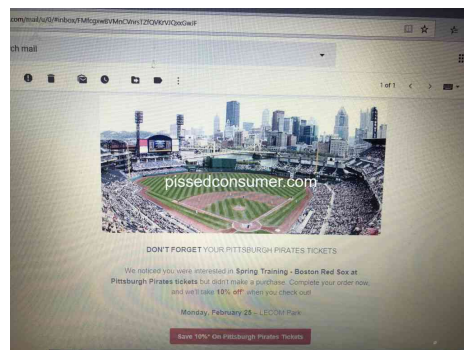 ch mail
1 of 1
pissedconsumer.com
DON'T FORGET YOUR PITTSBURGH PIRATES TICKETS
We noticed you were interested in Spring Training - Boston Red Sox at
Pittsburgh Pirates tickets but didn't make a purchase. Complete your order now,
and we'll take 10% off* when you check out!
Monday, February 25 – LECOM Park
Save 10%* On Pittsburgh Pirates Tickets